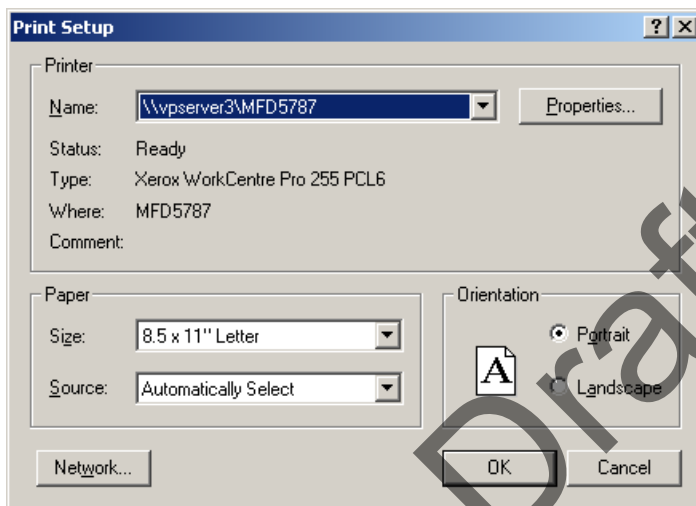 Print Setup
Printer
Name: \\vpserver3\MFD5787 Properties...
Status: Ready
Type: Xerox WorkCentre Pro 255 PCL6
Where: MFD5787
Comment:
Paper
Size: 8.5 x 11" Letter
Source: Automatically Select
Orientation
A
Portrait
Landscape
Network... OK Cancel
Draft